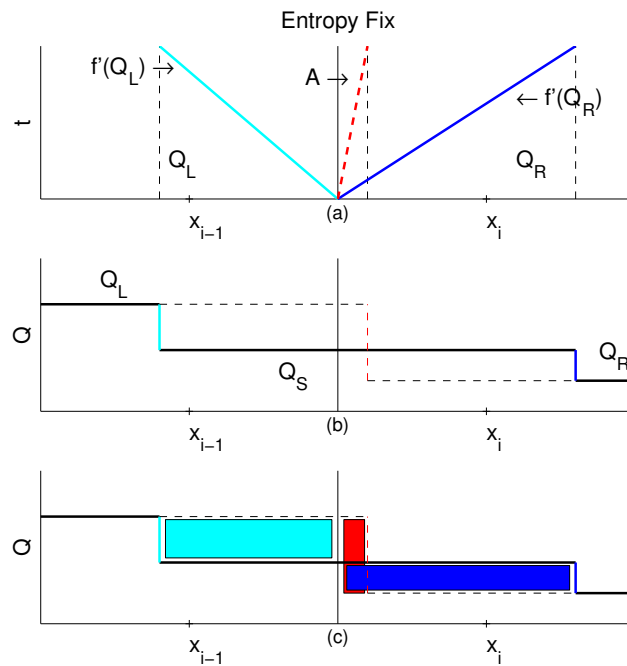 Entropy Fix
f'(Q_L) →
A →
← f'(Q_R)
t
Q_L
Q_R
x_{i−1}
(a)
x_i
Q_L
Q
Q_R
Q_S
x_{i−1}
(b)
x_i
Q
x_{i−1}
(c)
x_i